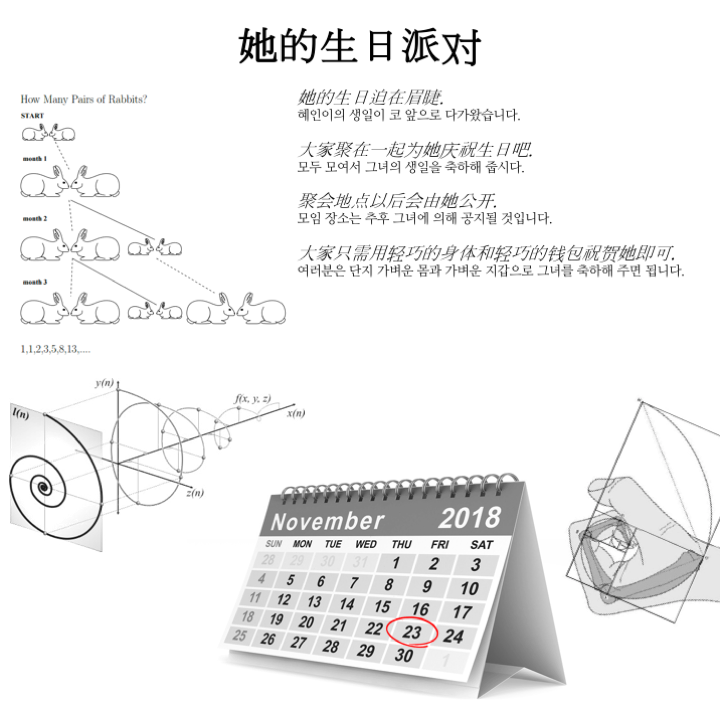 她的生日派对
How Many Pairs of Rabbits?
START
month 1
month 2
month 3
1,1,2,3,5,8,13,....
她的生日迫在眉睫.
혜인이의 생일이 코 앞으로 다가왔습니다.
大家聚在一起为她庆祝生日吧.
모두 모여서 그녀의 생일을 축하해 줍시다.
聚会地点以后会由她公开.
모임 장소는 추후 그녀에 의해 공지될 것입니다.
大家只需用轻巧的身体和轻巧的钱包祝贺她即可.
여러분은 단지 가벼운 몸과 가벼운 지갑으로 그녀를 축하해 주면 됩니다.
l(n)
y(n)
f(x, y, z)
x(n)
z(n)
November 2018
SUN MON TUE WED THU FRI SAT
28 29 30 31 1 2 3
4 5 6 7 8 9 10
11 12 13 14 15 16 17
18 19 20 21 22 23 24
25 26 27 28 29 30 1